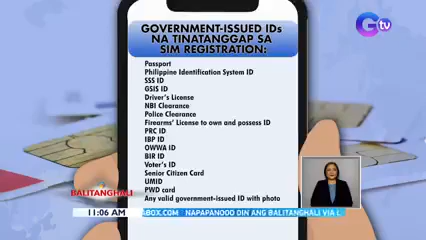 GOVERNMENT-ISSUED IDs
NA TINATANGGAP SA
SIM REGISTRATION:
G
tv
Passport
Philippine Identification System ID
SSS ID
GSIS ID
Driver's License
NBI Clearance
Police Clearance
Firearms' License to own and possess ID
PRC ID
IBP ID
OWWA ID
BIR ID
Voter's ID
Senior Citizen Card
UMID
PWD card
Any valid government-issued ID with photo
BALITANGHALI
11:06 AM
BOX.COM
NAPAPANOOD DIN ANG BALITANGHALI VIA L